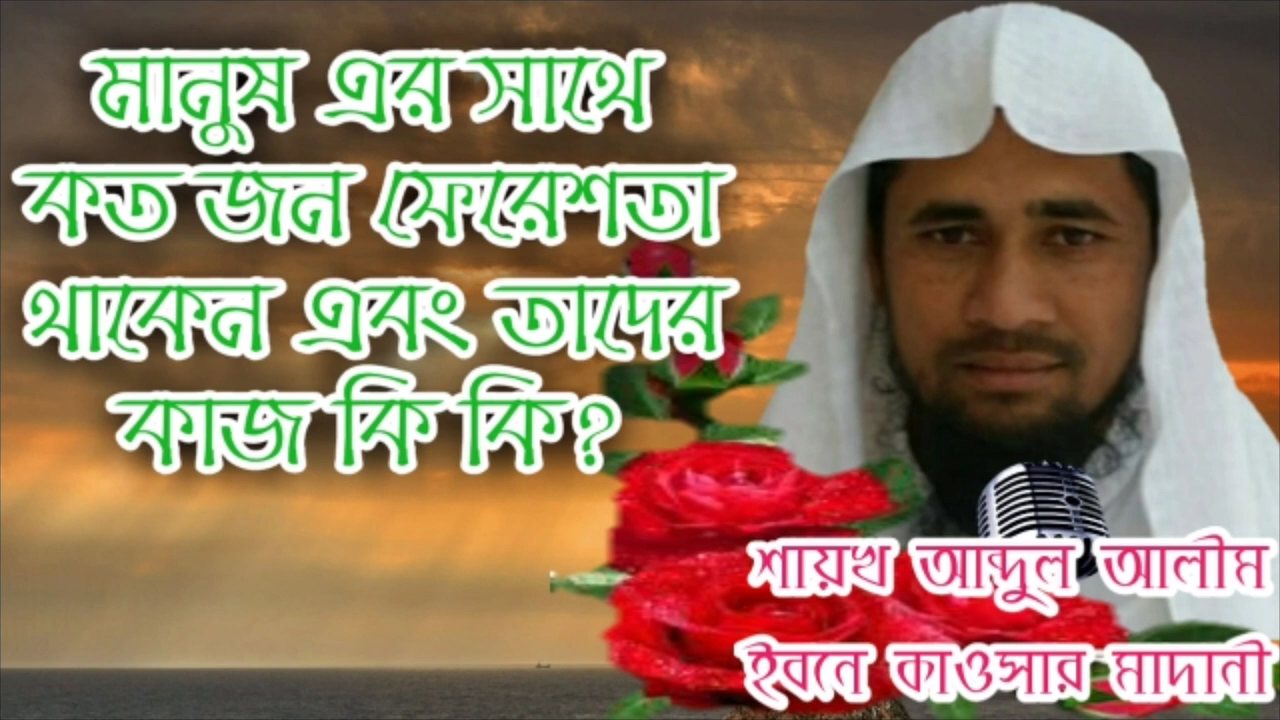 মানুষ এর সাথে
কত জন ফেরেশতা
থাকেন এবং তাদের
কাজ কি কি?
শায়খ আব্দুল আলীম
ইবনে কাওসার মাদানী